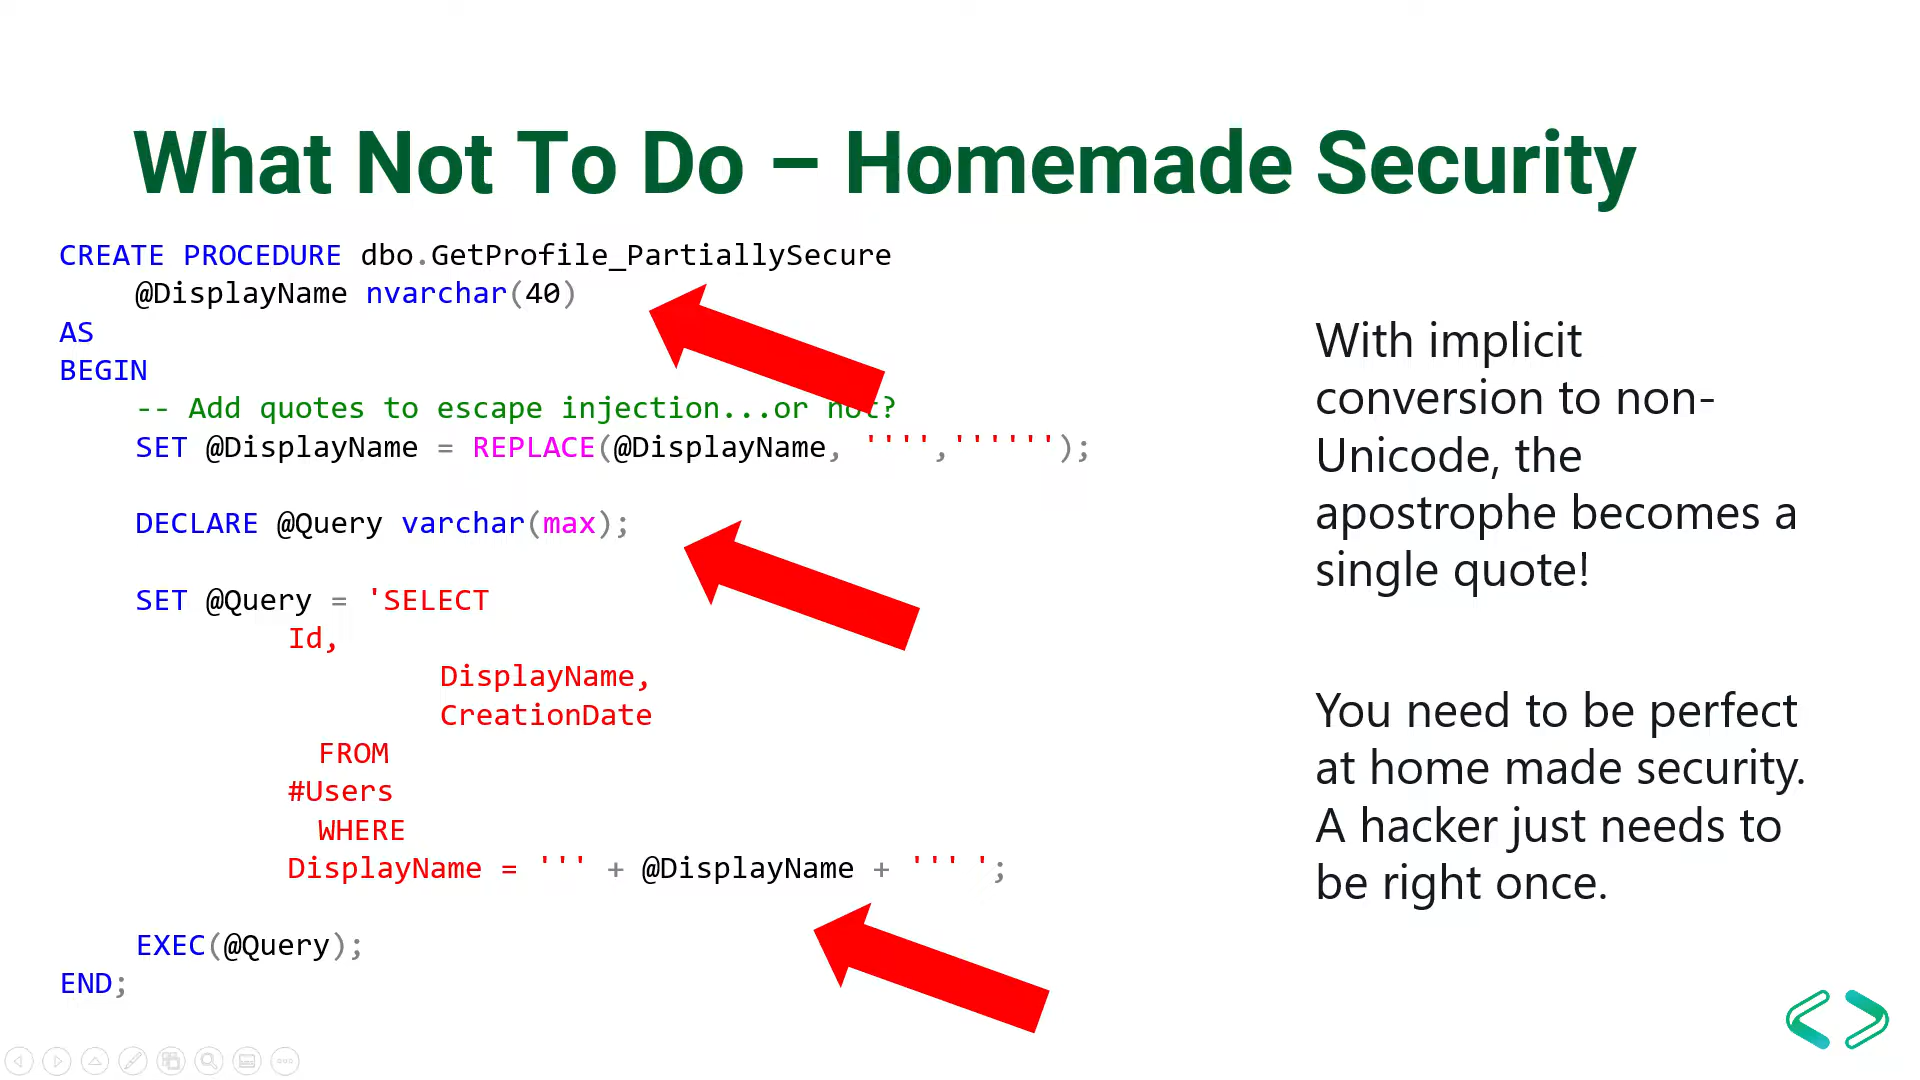 What Not To Do – Homemade Security
CREATE PROCEDURE dbo.GetProfile_PartiallySecure
@DisplayName nvarchar(40)
AS
BEGIN
-- Add quotes to escape injection...or not?
SET @DisplayName = REPLACE(@DisplayName, '''','''''');
DECLARE @Query varchar(max);
SET @Query = 'SELECT
Id,
DisplayName,
CreationDate
FROM
#Users
WHERE
DisplayName = ''' + @DisplayName + ''' ';
EXEC(@Query);
END;
With implicit
conversion to non-
Unicode, the
apostrophe becomes a
single quote!
You need to be perfect
at home made security.
A hacker just needs to
be right once.